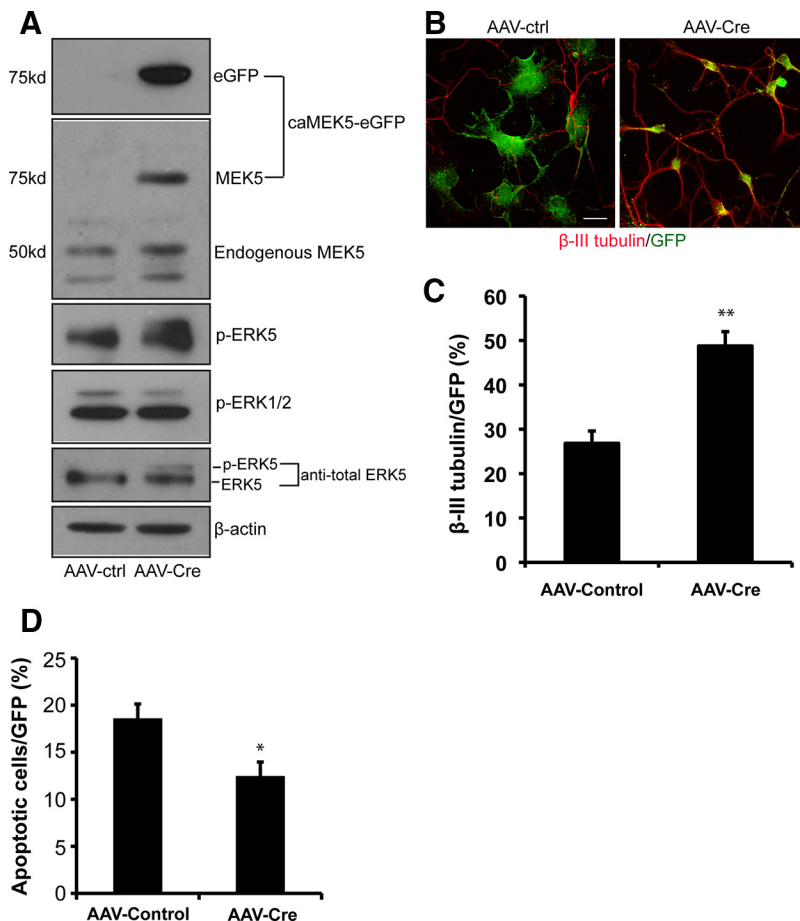 A
75kd
eGFP
caMEK5-eGFP
75kd
MEK5
50kd
Endogenous MEK5
p-ERK5
p-ERK1/2
p-ERK5
ERK5
anti-total ERK5
β-actin
AAV-ctrl
AAV-Cre
B
AAV-ctrl
AAV-Cre
β-III tubulin/GFP
C
60
50
40
30
20
10
0
β-III tubulin/GFP (%)
**
AAV-Control
AAV-Cre
D
25
20
15
10
5
0
Apoptotic cells/GFP (%)
*
AAV-Control
AAV-Cre